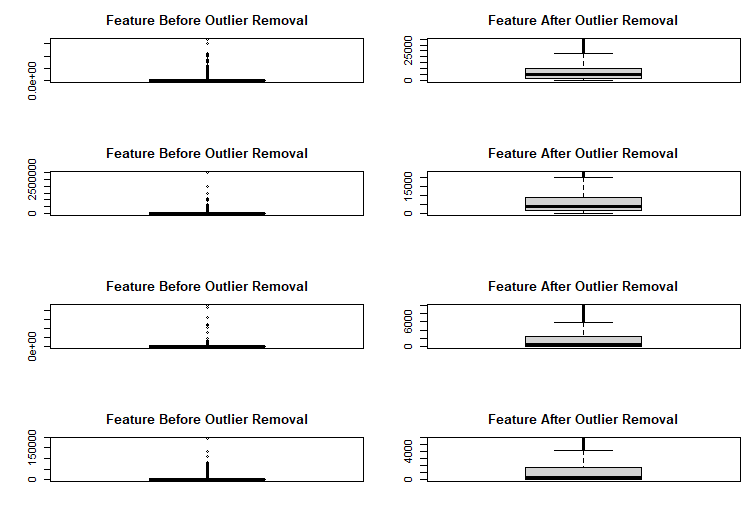 Feature Before Outlier Removal
0.0e+00
Feature After Outlier Removal
0
25000
Feature Before Outlier Removal
0
2500000
Feature After Outlier Removal
0
15000
Feature Before Outlier Removal
0e+00
Feature After Outlier Removal
0
6000
Feature Before Outlier Removal
0
150000
Feature After Outlier Removal
0
4000